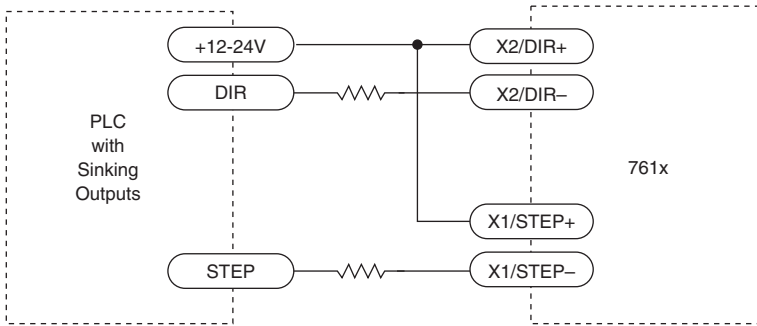 +12-24V
X2/DIR+
DIR
X2/DIR–
PLC
with
Sinking
Outputs
761x
X1/STEP+
STEP
X1/STEP–